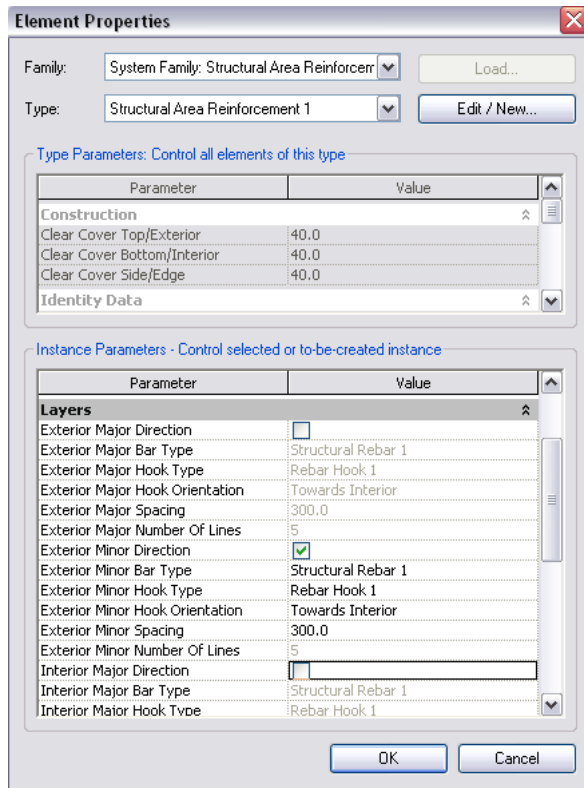 Element Properties
Family: System Family: Structural Area Reinforcem Load...
Type: Structural Area Reinforcement 1 Edit / New...
Type Parameters: Control all elements of this type
Parameter Value
Construction
Clear Cover Top/Exterior 40.0
Clear Cover Bottom/Interior 40.0
Clear Cover Side/Edge 40.0
Identity Data
Instance Parameters - Control selected or to-be-created instance
Parameter Value
Layers
Exterior Major Direction
Exterior Major Bar Type Structural Rebar 1
Exterior Major Hook Type Rebar Hook 1
Exterior Major Hook Orientation Towards Interior
Exterior Major Spacing 300.0
Exterior Major Number Of Lines 5
Exterior Minor Direction
Exterior Minor Bar Type Structural Rebar 1
Exterior Minor Hook Type Rebar Hook 1
Exterior Minor Hook Orientation Towards Interior
Exterior Minor Spacing 300.0
Exterior Minor Number Of Lines 5
Interior Major Direction
Interior Major Bar Type Structural Rebar 1
Interior Major Hook Type Rebar Hook 1
OK Cancel